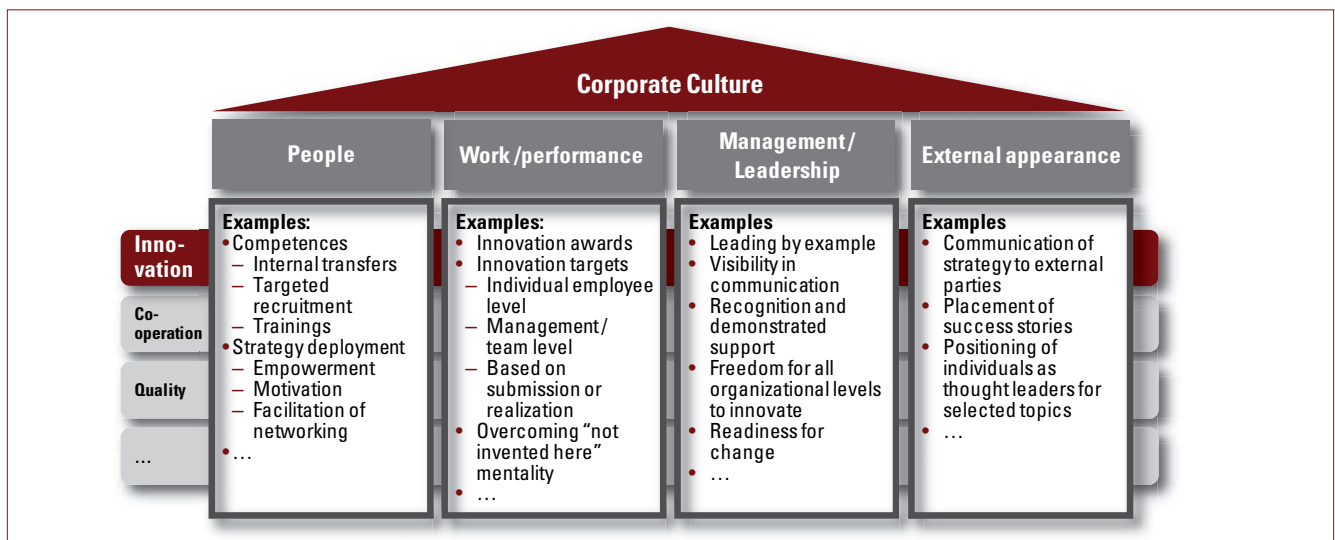 Corporate Culture
People
Work /performance
Management /
Leadership
External appearance
Inno-
vation
Co-
operation
Quality
...
Examples:
• Competences
– Internal transfers
– Targeted
recruitment
– Trainings
• Strategy deployment
– Empowerment
– Motivation
– Facilitation of
networking
• ...
Examples:
• Innovation awards
• Innovation targets
– Individual employee
level
– Management /
team level
– Based on
submission or
realization
• Overcoming “not
invented here”
mentality
• ...
Examples
• Leading by example
• Visibility in
communication
• Recognition and
demonstrated
support
• Freedom for all
organizational levels
to innovate
• Readiness for
change
• ...
Examples
• Communication of
strategy to external
parties
• Placement of
success stories
• Positioning of
individuals as
thought leaders for
selected topics
• ...